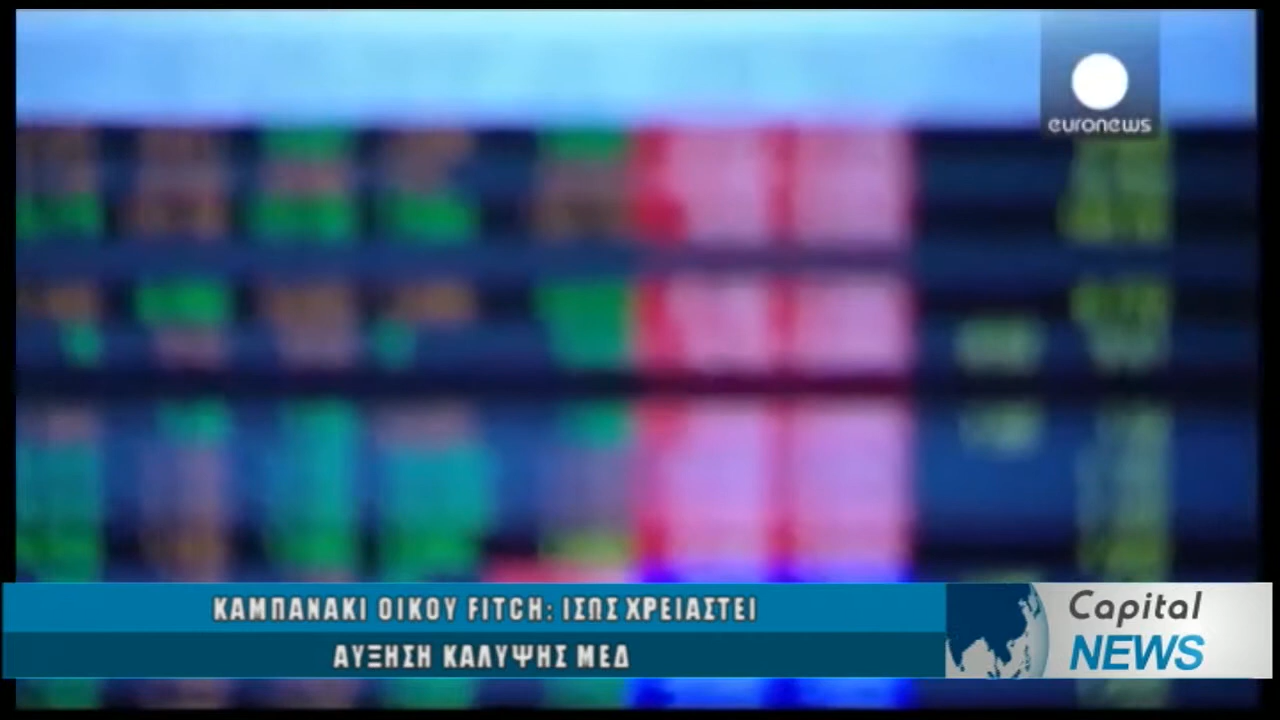 euronews
ΚΑΜΠΑΝΑΚΙ ΟΙΚΟΥ FITCH: ΙΣΩΣ ΧΡΕΙΑΣΤΕΙ
ΑΥΞΗΣΗ ΚΑΛΥΨΗΣ ΜΕΔ
Capital
NEWS